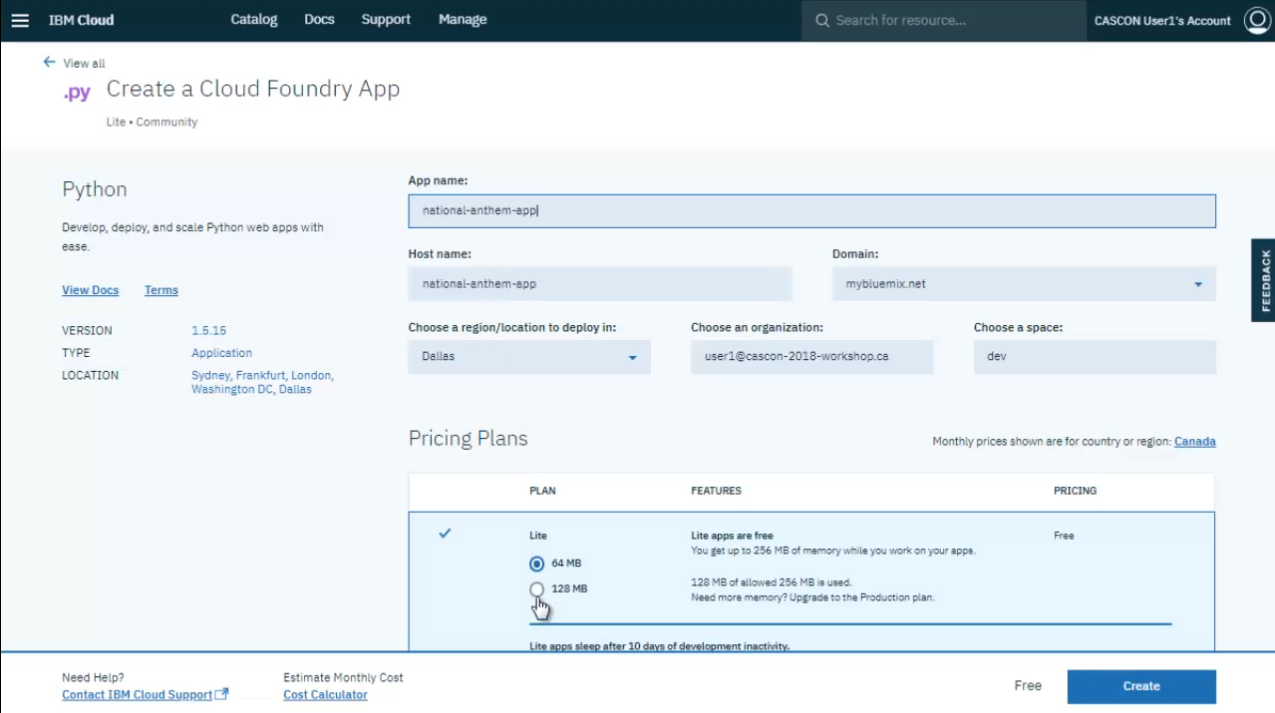 IBM Cloud Catalog Docs Support Manage Search for resource... CASCON User1's Account
View all
.py Create a Cloud Foundry App
Lite • Community
Python
Develop, deploy, and scale Python web apps with
ease.
View Docs Terms
VERSION 1.5.15
TYPE Application
LOCATION Sydney, Frankfurt, London,
Washington DC, Dallas
App name:
national-anthem-app
Host name: Domain:
national-anthem-app mybluemix.net
Choose a region/location to deploy in: Choose an organization: Choose a space:
Dallas user1@cascon-2018-workshop.ca dev
Pricing Plans Monthly prices shown are for country or region: Canada
PLAN FEATURES PRICING
Lite Lite apps are free Free
You get up to 256 MB of memory while you work on your apps.
64 MB
128 MB of allowed 256 MB is used.
128 MB
Need more memory? Upgrade to the Production plan.
Lite apps sleep after 10 days of development inactivity.
FEEDBACK
Need Help? Estimate Monthly Cost
Contact IBM Cloud Support Cost Calculator
Free Create